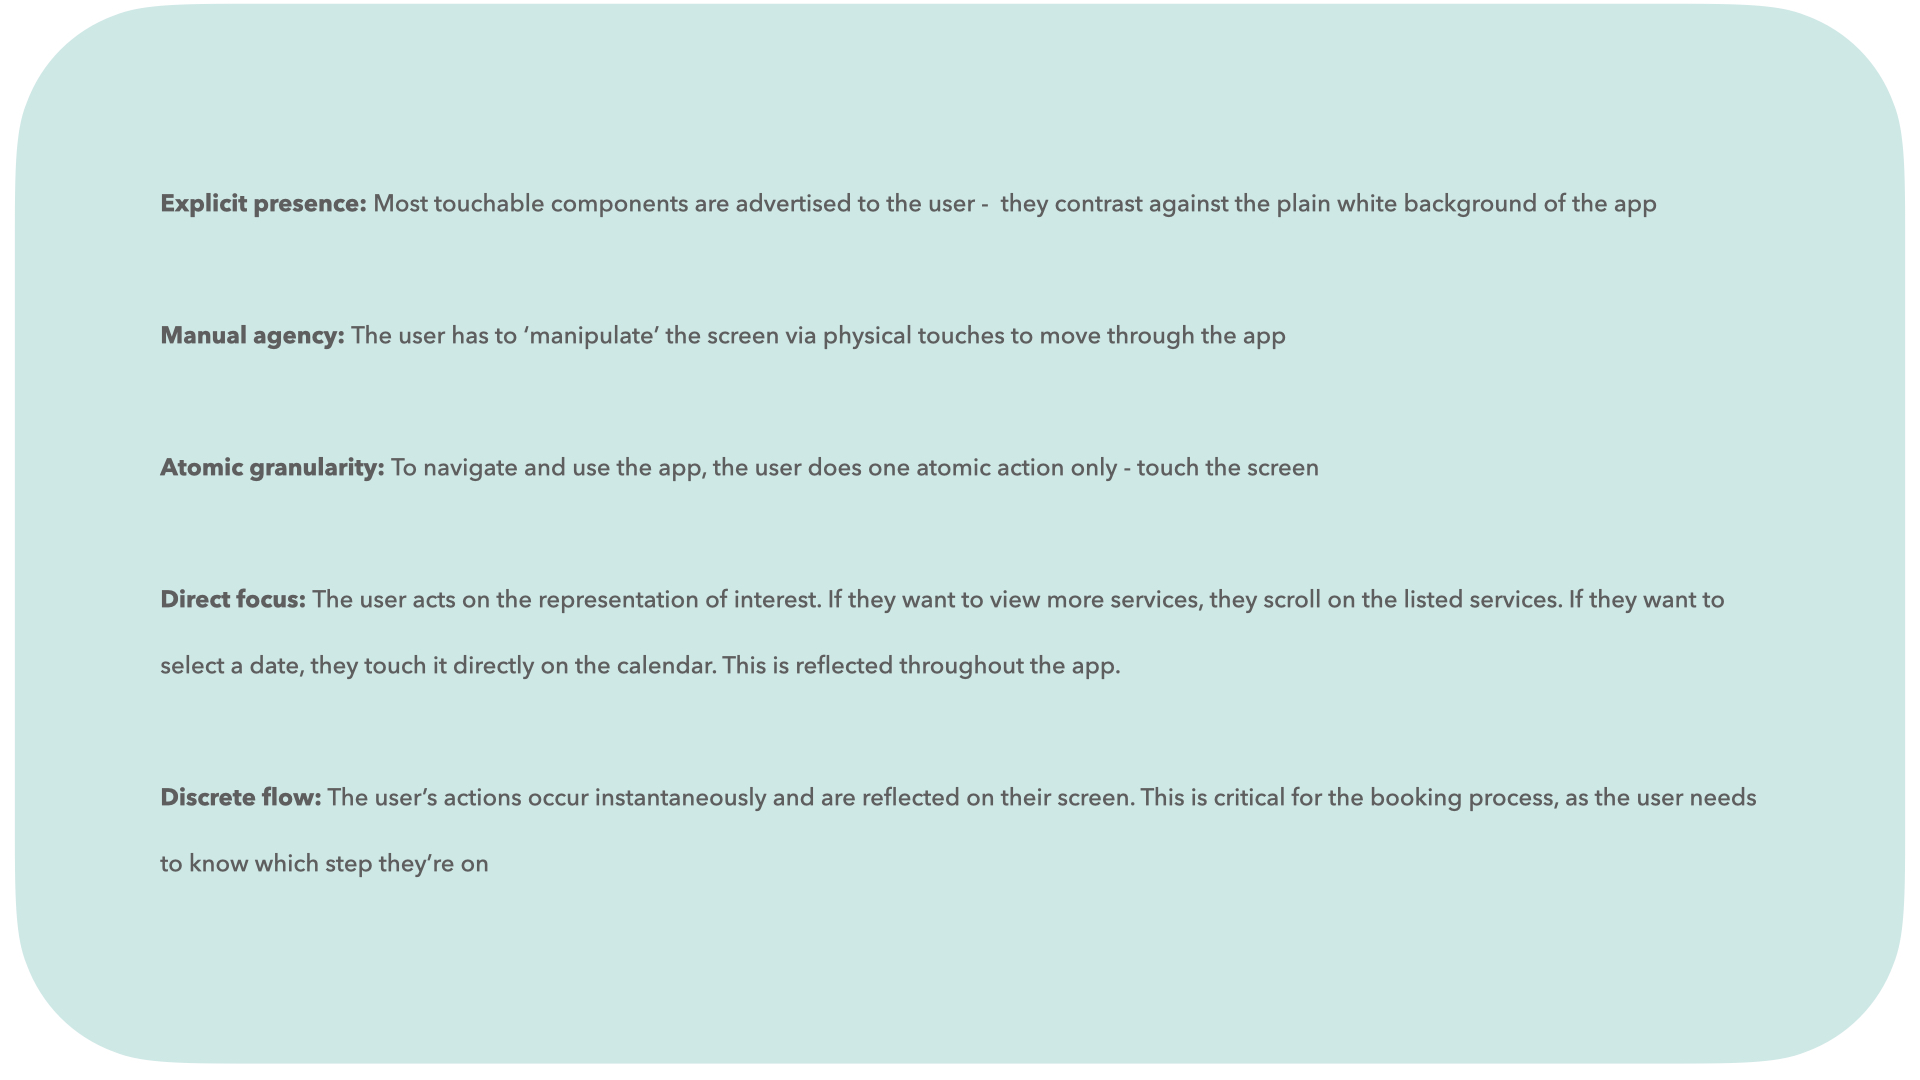 Explicit presence: Most touchable components are advertised to the user -  they contrast against the plain white background of the app
Manual agency: The user has to ‘manipulate’ the screen via physical touches to move through the app
Atomic granularity: To navigate and use the app, the user does one atomic action only - touch the screen
Direct focus: The user acts on the representation of interest. If they want to view more services, they scroll on the listed services. If they want to
select a date, they touch it directly on the calendar. This is reflected throughout the app.
Discrete flow: The user’s actions occur instantaneously and are reflected on their screen. This is critical for the booking process, as the user needs
to know which step they’re on